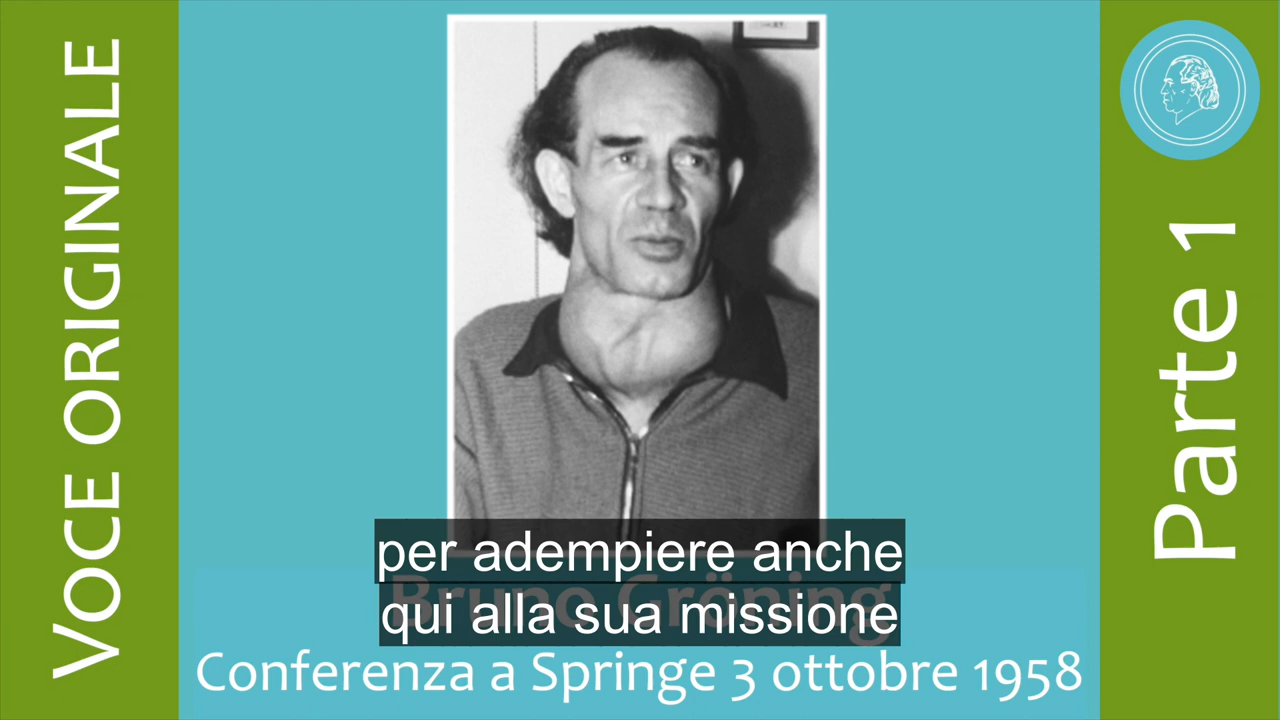 VOCE ORIGINALE
Parte 1
per adempiere anche
qui alla sua missione
Bruno Gröning
Conferenza a Springe 3 ottobre 1958